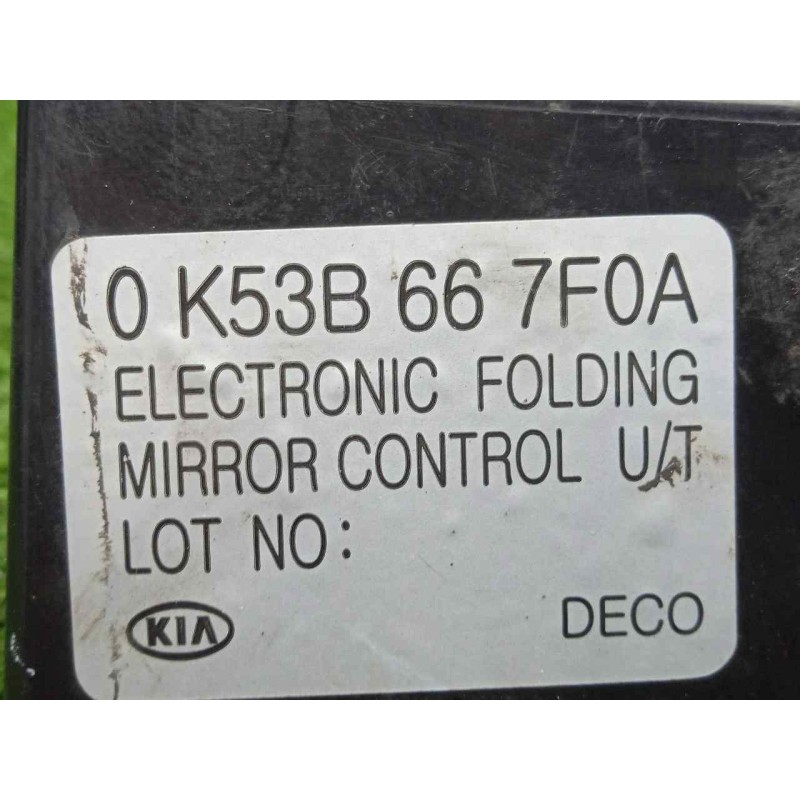 0 K53B 66 7F0A
ELECTRONIC FOLDING
MIRROR CONTROL U/T
LOT NO:
KIA DECO